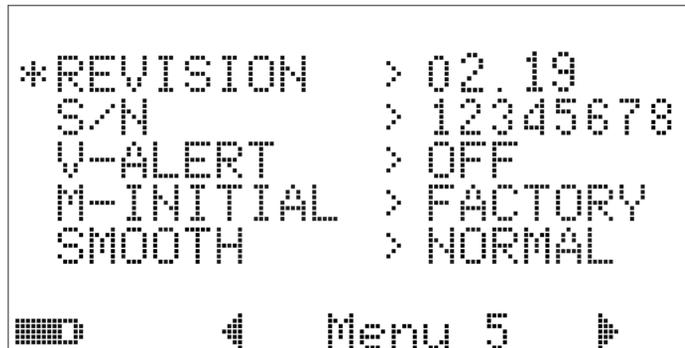 *REVISION > 02.19
S/N > 12345678
V-ALERT > OFF
M-INITIAL > FACTORY
SMOOTH > NORMAL
Menu 5